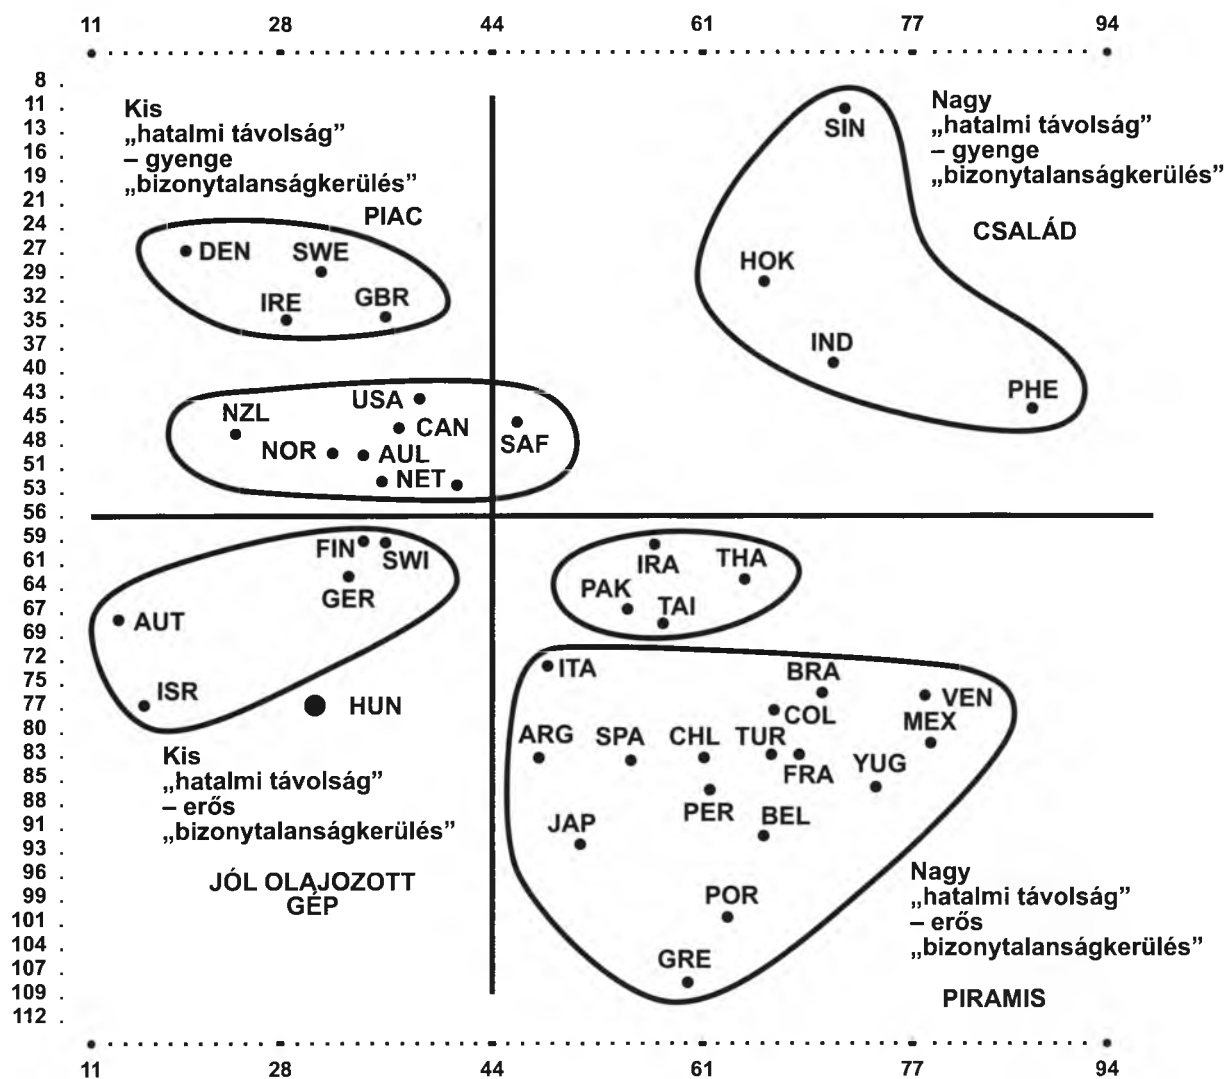 11 28 44 61 77 94
8
11
13
16
19
21
24
27
29
32
35
37
40
43
45
48
51
53
56
59
61
64
67
69
72
75
77
80
83
85
88
91
93
96
99
101
104
107
109
112
Kis
„hatalmi távolság”
– gyenge
„bizonytalanságkerülés”
PIAC
Nagy
„hatalmi távolság”
– gyenge
„bizonytalanságkerülés”
CSALÁD
DEN
SWE
IRE
GBR
SIN
HOK
IND
PHE
USA
NZL
CAN
SAF
NOR
AUL
NET
FIN
SWI
GER
AUT
ISR
HUN
IRA
THA
PAK
TAI
ITA
BRA
VEN
COL
MEX
ARG
SPA
CHL
TUR
FRA
YUG
PER
BEL
JAP
POR
GRE
Kis
„hatalmi távolság”
– erős
„bizonytalanságkerülés”
JÓL OLAJOZOTT
GÉP
Nagy
„hatalmi távolság”
– erős
„bizonytalanságkerülés”
PIRAMIS
11 28 44 61 77 94